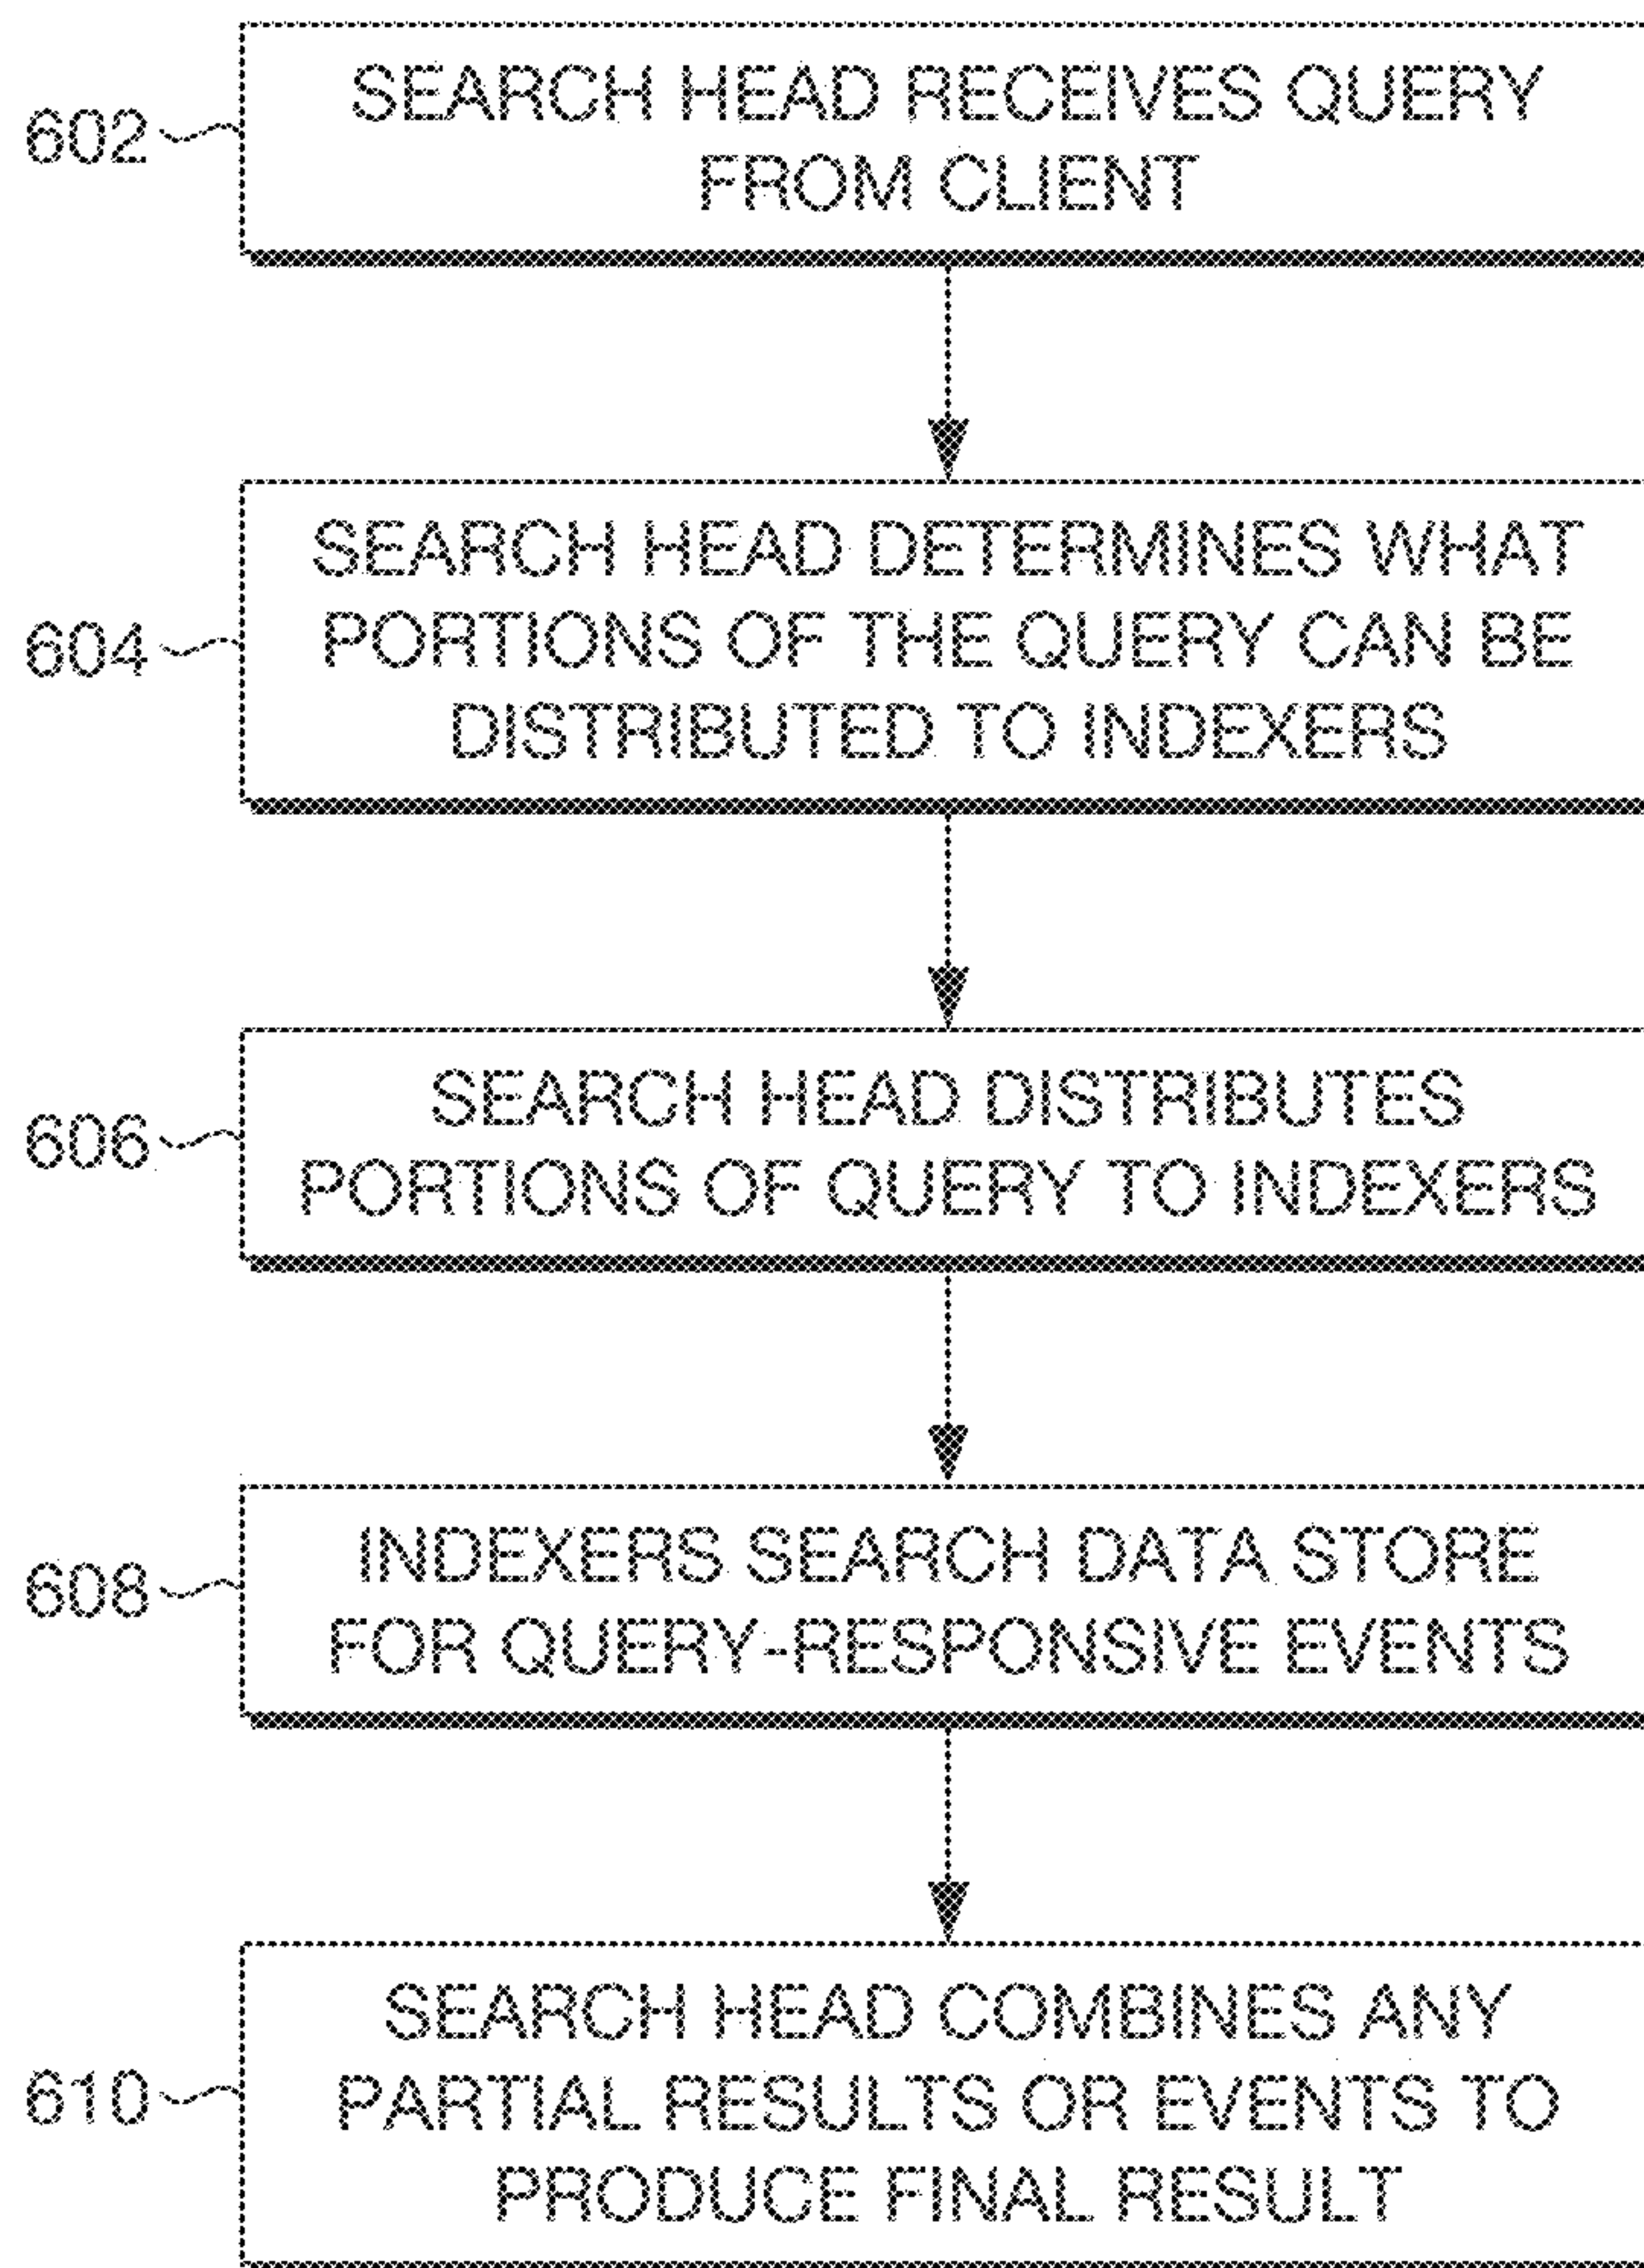 SEARCH HEAD RECEIVES QUERY
602
FROM CLIENT
SEARCH HEAD DETERMINES WHAT
604
PORTIONS OF THE QUERY CAN BE
DISTRIBUTED TO INDEXERS
SEARCH HEAD DISTRIBUTES
606
PORTIONS OF QUERY TO INDEXERS
INDEXERS SEARCH DATA STORE
608
FOR QUERY-RESPONSIVE EVENTS
SEARCH HEAD COMBINES ANY
610
PARTIAL RESULTS OR EVENTS TO
PRODUCE FINAL RESULT